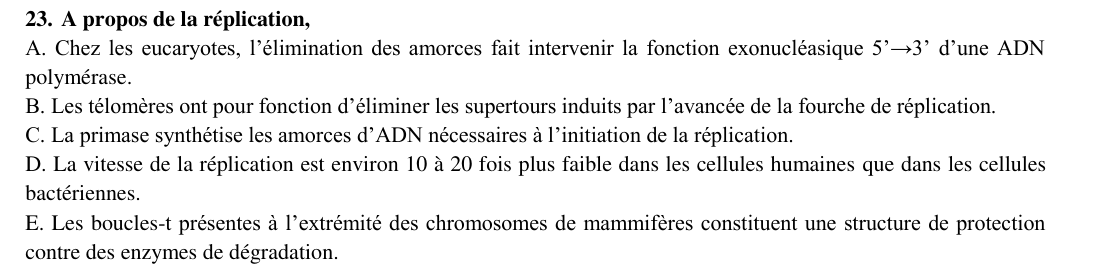 23. A propos de la réplication,
A. Chez les eucaryotes, l’élimination des amorces fait intervenir la fonction exonucléasique 5’→3’ d’une ADN
polymérase.
B. Les télomères ont pour fonction d’éliminer les supertours induits par l’avancée de la fourche de réplication.
C. La primase synthétise les amorces d’ADN nécessaires à l’initiation de la réplication.
D. La vitesse de la réplication est environ 10 à 20 fois plus faible dans les cellules humaines que dans les cellules
bactériennes.
E. Les boucles-t présentes à l’extrémité des chromosomes de mammifères constituent une structure de protection
contre des enzymes de dégradation.